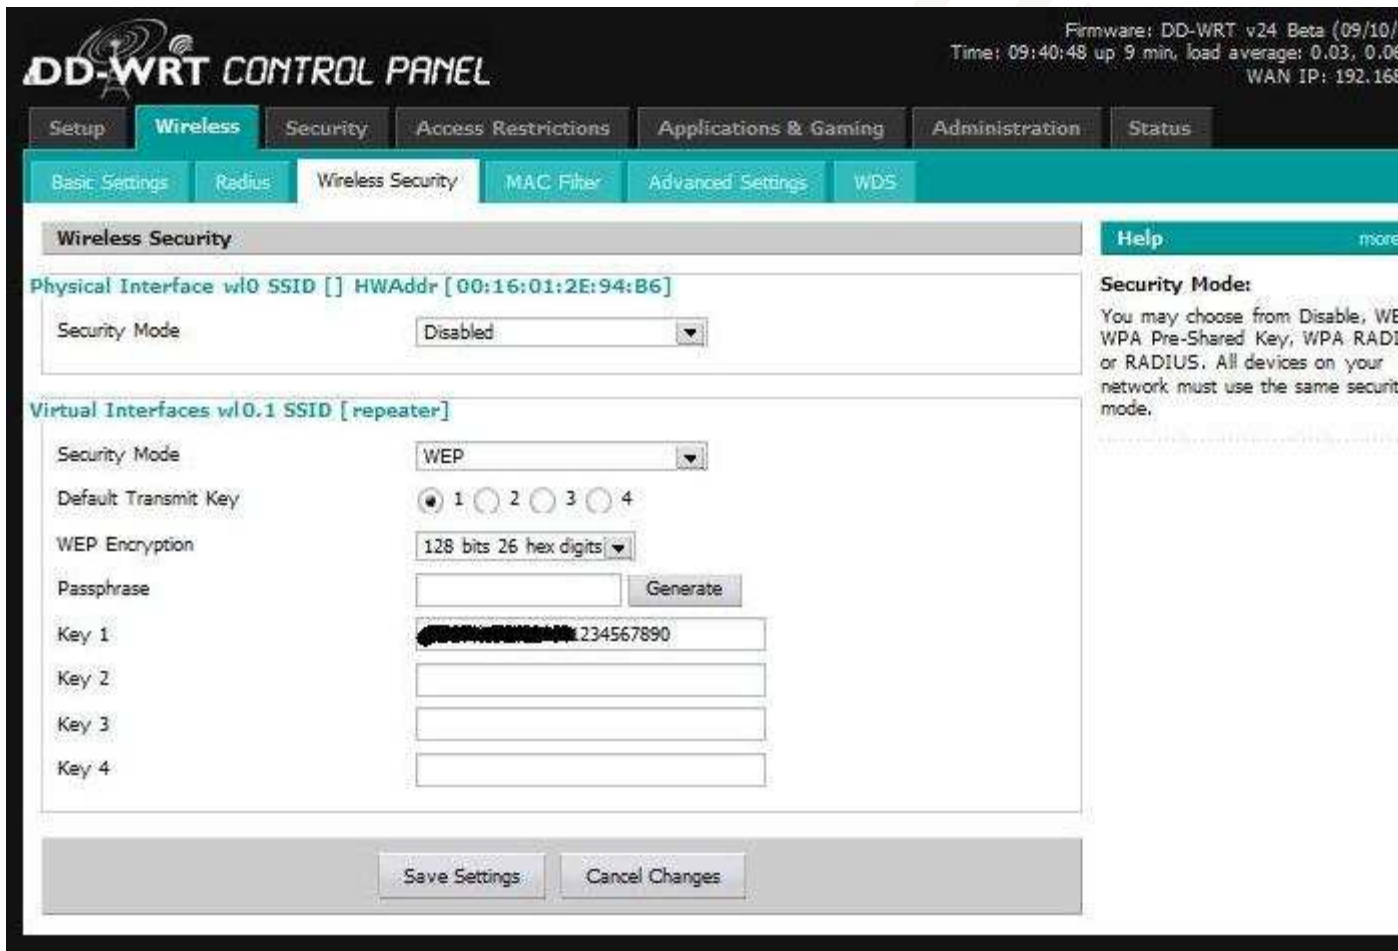 Firmware: DD-WRT v24 Beta (09/10/
Time: 09:40:48 up 9 min, load average: 0.03, 0.06
WAN IP: 192.168
DD-WRT CONTROL PANEL
Setup Wireless Security Access Restrictions Applications & Gaming Administration Status
Basic Settings Radius Wireless Security MAC Filter Advanced Settings WDS
Wireless Security
Physical Interface wl0 SSID [] HWAddr [00:16:01:2E:94:B6]
Security Mode Disabled
Virtual Interfaces wl0.1 SSID [repeater]
Security Mode WEP
Default Transmit Key 1 2 3 4
WEP Encryption 128 bits 26 hex digits
Passphrase Generate
Key 1 1234567890
Key 2
Key 3
Key 4
Save Settings Cancel Changes
Help more
Security Mode:
You may choose from Disable, WE
WPA Pre-Shared Key, WPA RADI
or RADIUS. All devices on your
network must use the same securit
mode.